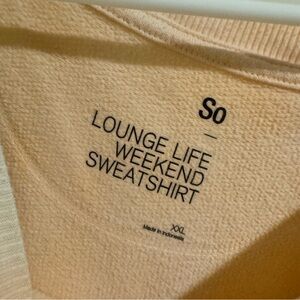 So
LOUNGE LIFE
WEEKEND
SWEATSHIRT
XXL
Made in Indonesia